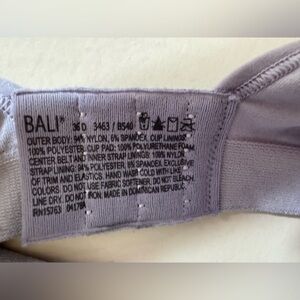 BALI® 36D 3463 / B540
OUTER BODY: 94% NYLON, 6% SPANDEX. CUP LINING:
100% POLYESTER. CUP PAD: 100% POLYURETHANE FOAM.
CENTER BELT AND INNER STRAP LININGS: 100% NYLON.
STRAP LINING: 84% POLYESTER, 16% SPANDEX. EXCLUSIVE
OF TRIM AND ELASTICS. HAND WASH COLD WITH LIKE
COLORS. DO NOT USE FABRIC SOFTENER. DO NOT BLEACH.
LINE DRY. DO NOT IRON. MADE IN DOMINICAN REPUBLIC
RN15763